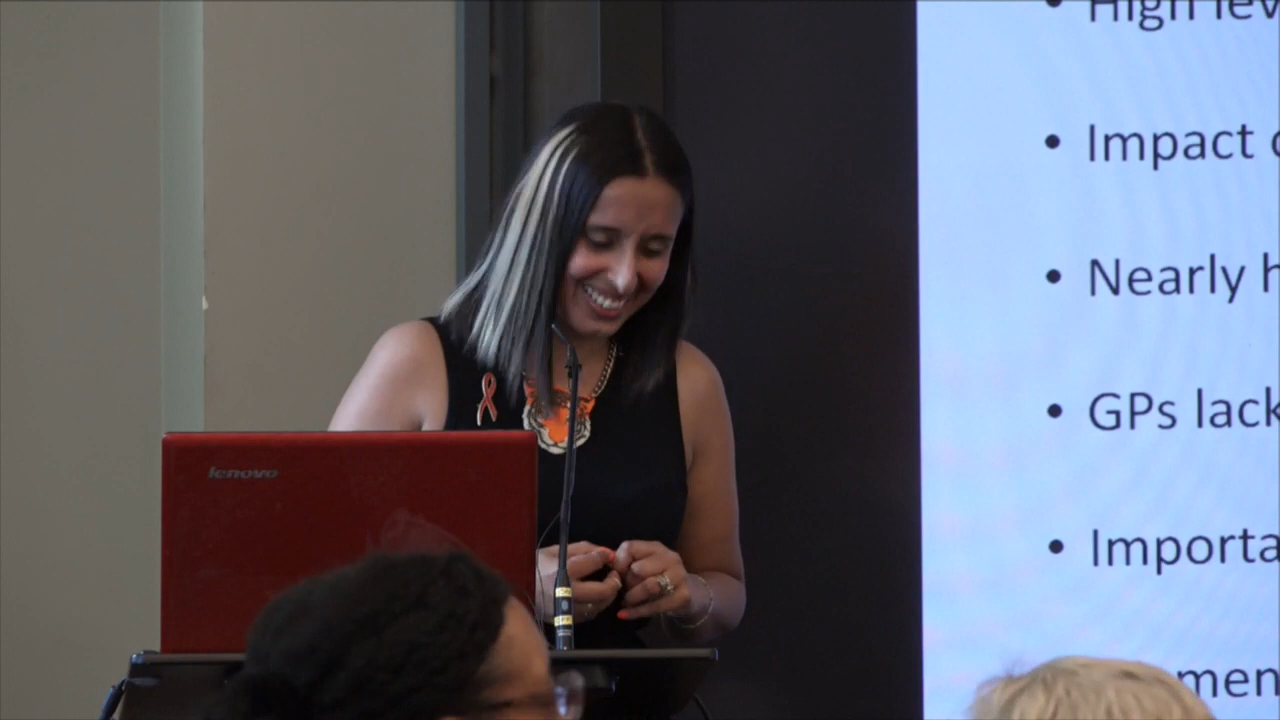 High lev
Impact
Nearly h
GPs lack
Importa
men
lenovo